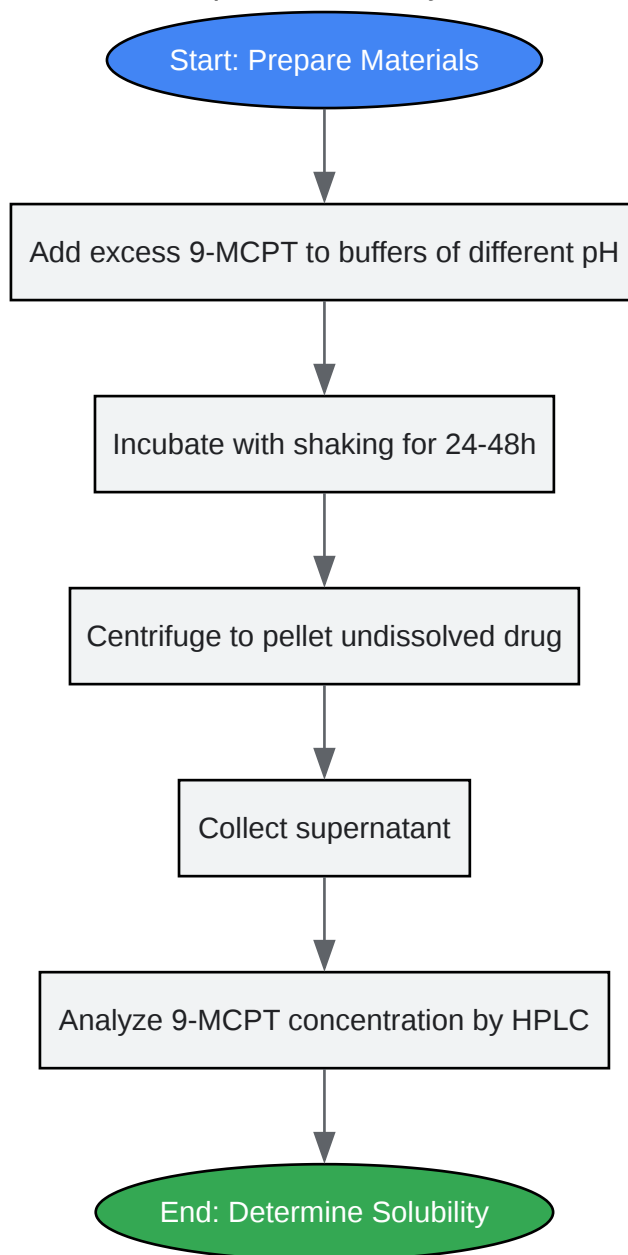 Start: Prepare Materials
Add excess 9-MCPT to buffers of different pH
Incubate with shaking for 24-48h
Centrifuge to pellet undissolved drug
Collect supernatant
Analyze 9-MCPT concentration by HPLC
End: Determine Solubility